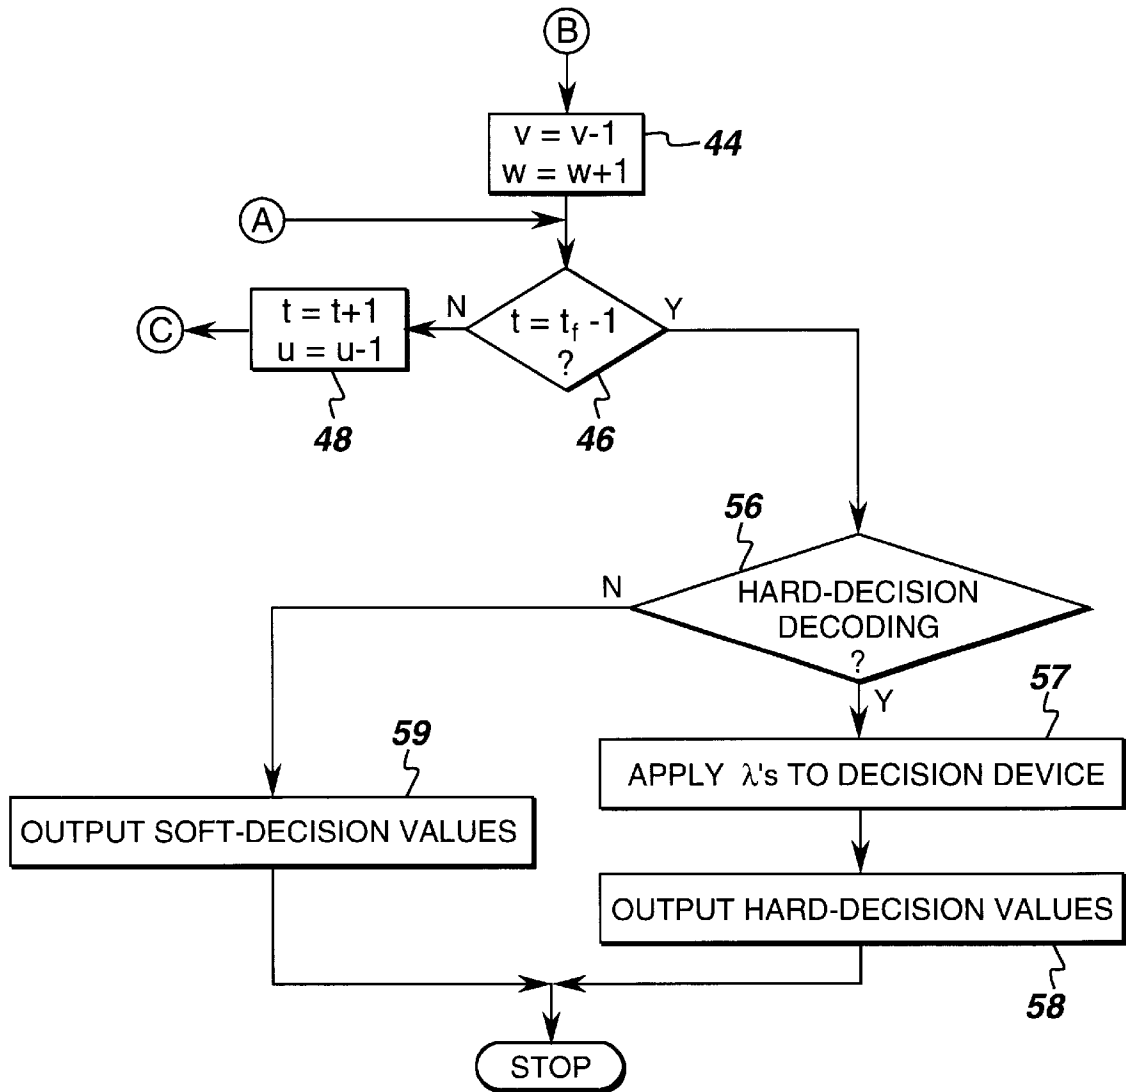 B
v = v-1
w = w+1
44
A
N
t = t_f -1
?
Y
t = t+1
u = u-1
C
48
46
56
N
HARD-DECISION
DECODING
?
Y
57
59
APPLY λ's TO DECISION DEVICE
OUTPUT SOFT-DECISION VALUES
OUTPUT HARD-DECISION VALUES
58
STOP